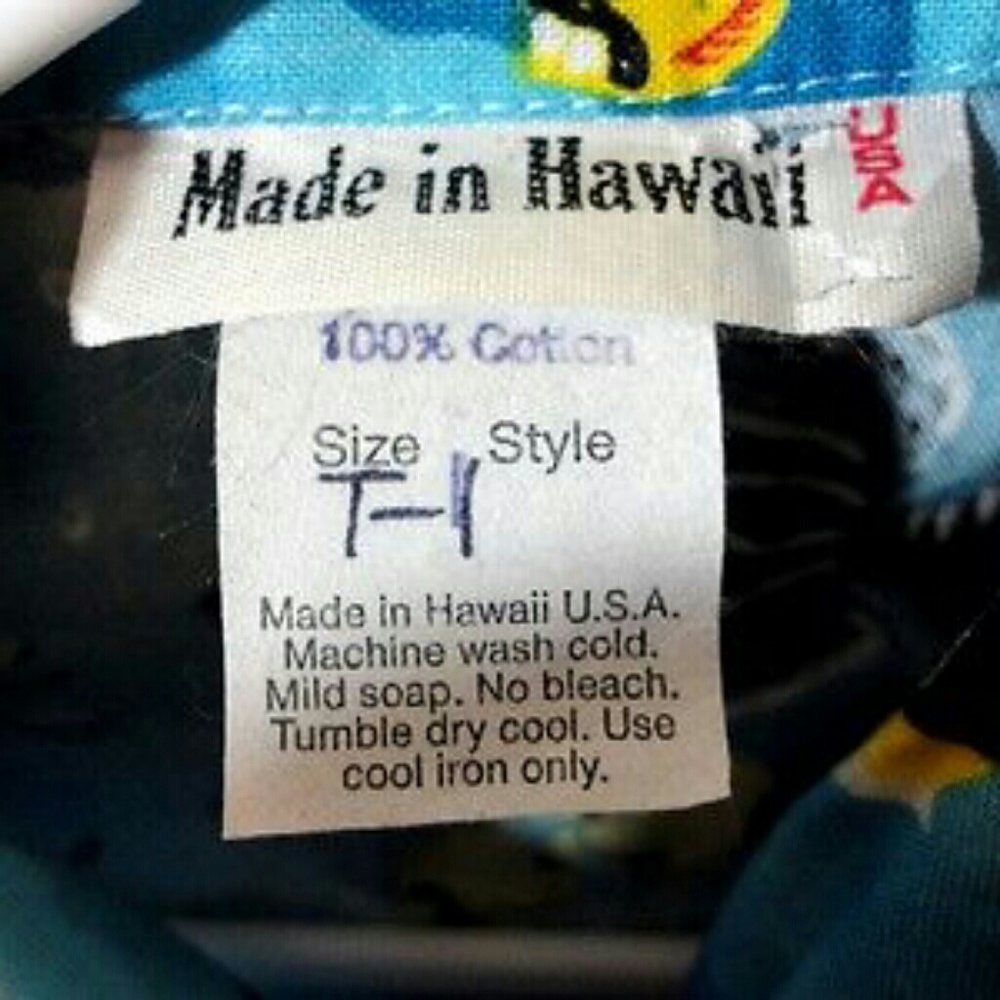 Made in Hawaii
USA
100% Cotton
Size Style
T-1
Made in Hawaii U.S.A.
Machine wash cold.
Mild soap. No bleach.
Tumble dry cool. Use
cool iron only.